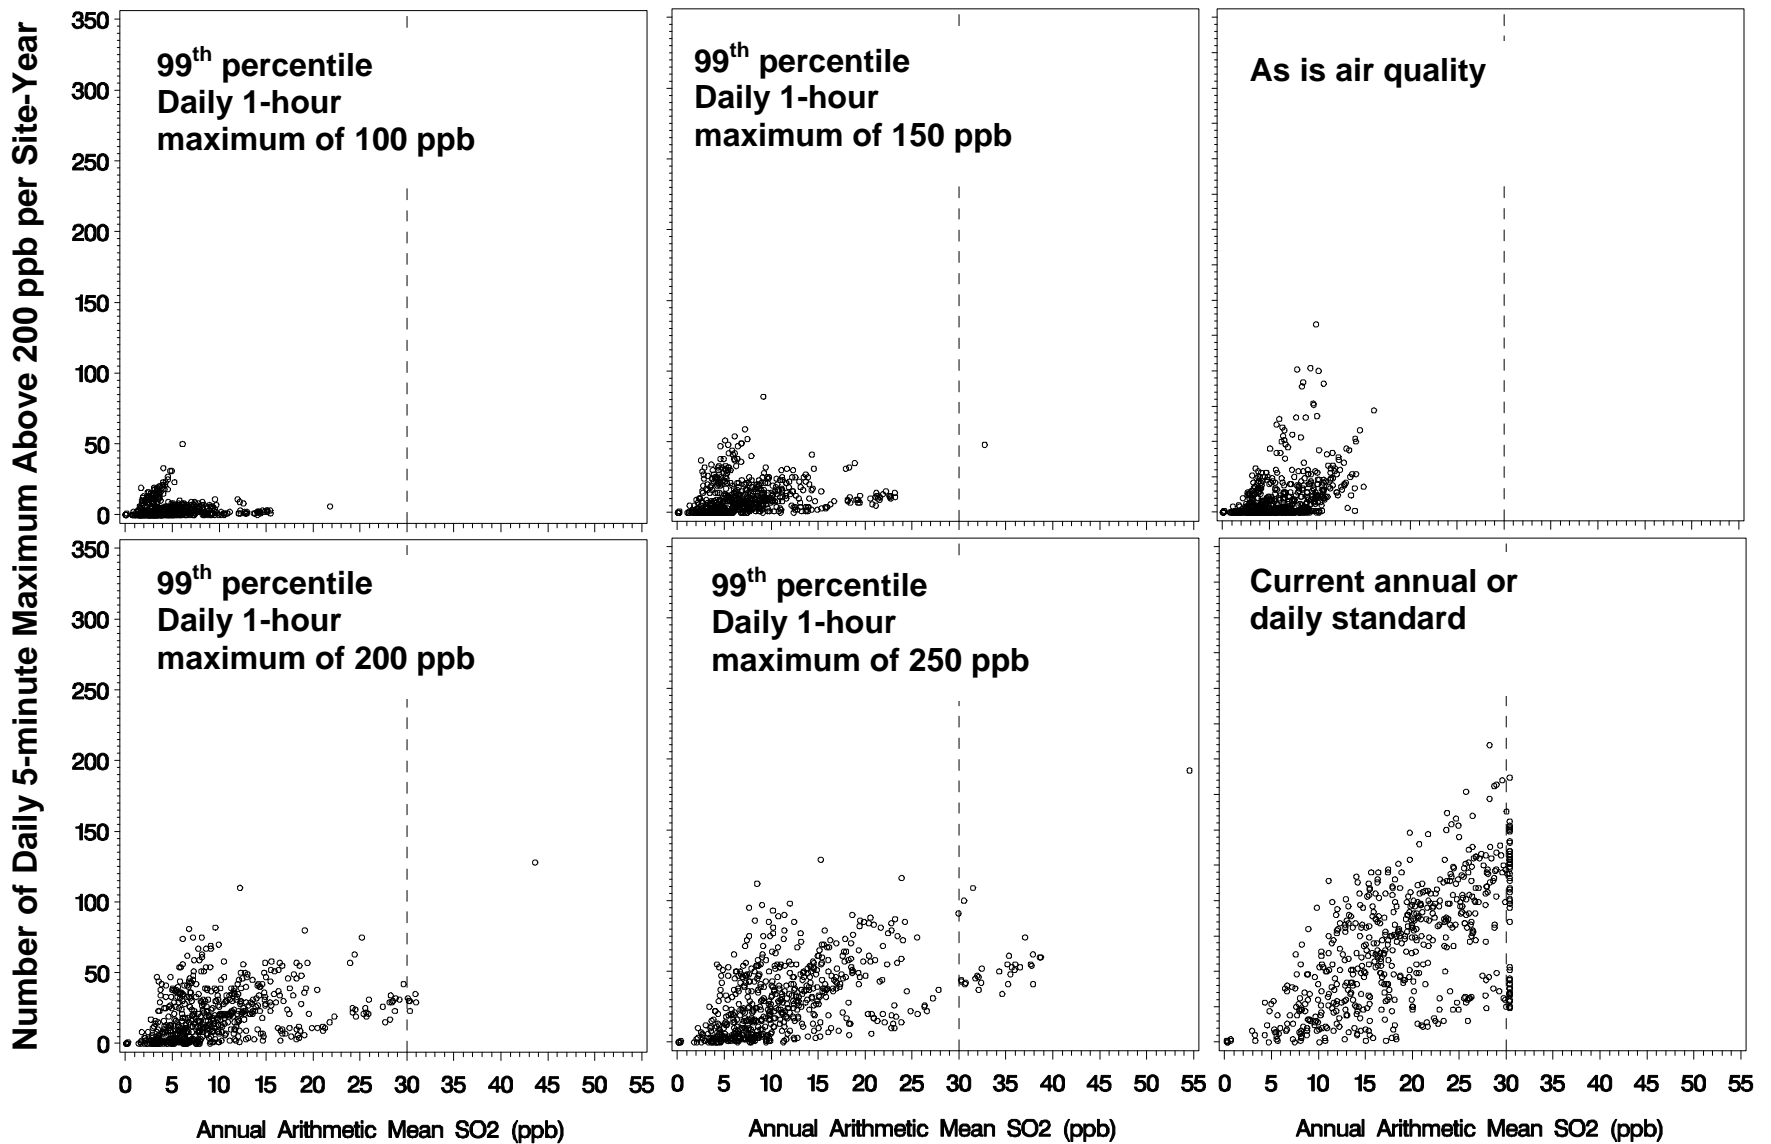 Number of Daily 5-minute Maximum Above 200 ppb per Site-Year
350
300
250
200
150
100
50
0
99th percentile
Daily 1-hour
maximum of 100 ppb
99th percentile
Daily 1-hour
maximum of 150 ppb
As is air quality
350
300
250
200
150
100
50
0
99th percentile
Daily 1-hour
maximum of 200 ppb
99th percentile
Daily 1-hour
maximum of 250 ppb
Current annual or
daily standard
0 5 10 15 20 25 30 35 40 45 50 55
0 5 10 15 20 25 30 35 40 45 50 55
0 5 10 15 20 25 30 35 40 45 50 55
Annual Arithmetic Mean SO2 (ppb)
Annual Arithmetic Mean SO2 (ppb)
Annual Arithmetic Mean SO2 (ppb)